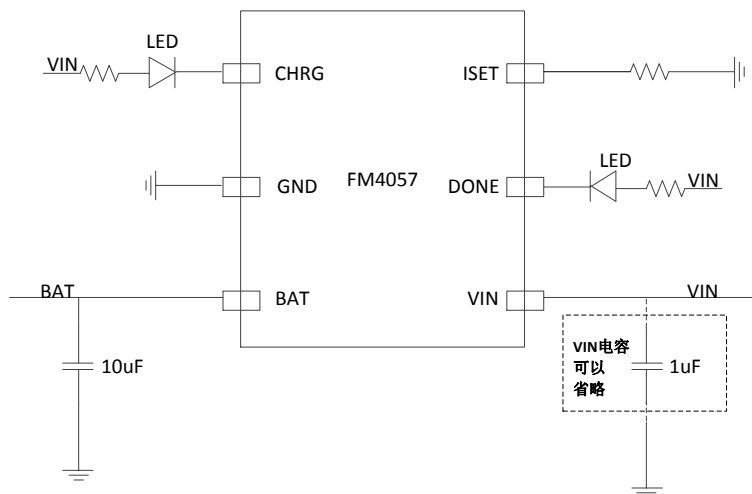 LED
VIN
CHRG
ISET
GND
FM4057
DONE
LED
VIN
BAT
BAT
VIN
VIN
10uF
VIN电容
可以
省略
1uF